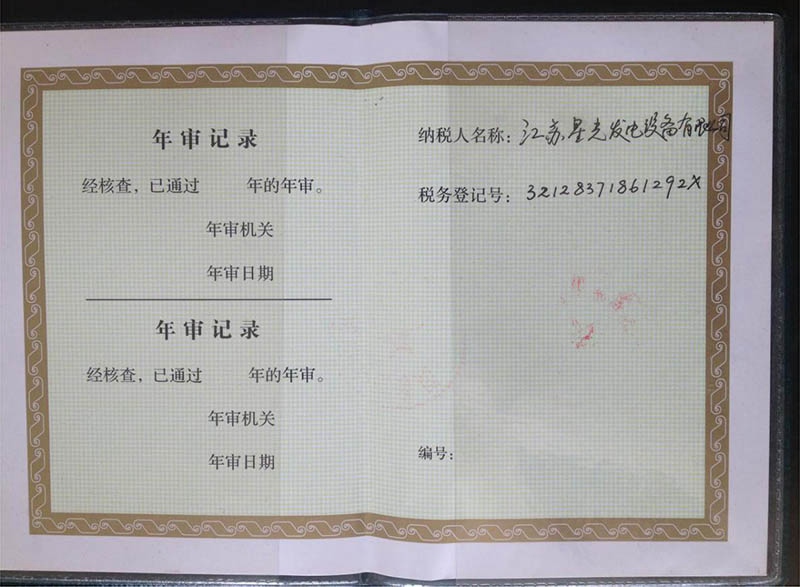 年审记录
经核查，已通过 年的年审。
年审机关
年审日期
年审记录
经核查，已通过 年的年审。
年审机关
年审日期
纳税人名称：江苏星光发电设备有限公司
税务登记号：32128371861292X
编号：